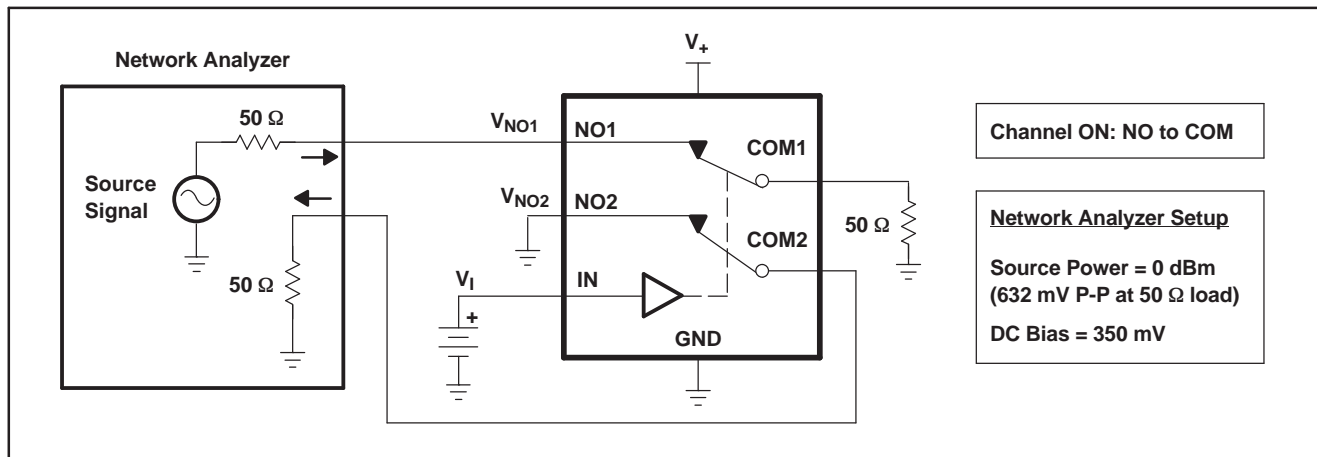 Network Analyzer
50 Ω
Source
Signal
50 Ω
V+
VNO1
NO1
COM1
VNO2
NO2
COM2
50 Ω
VI
+
IN
GND
Channel ON: NO to COM
Network Analyzer Setup
Source Power = 0 dBm
(632 mV P-P at 50 Ω load)
DC Bias = 350 mV